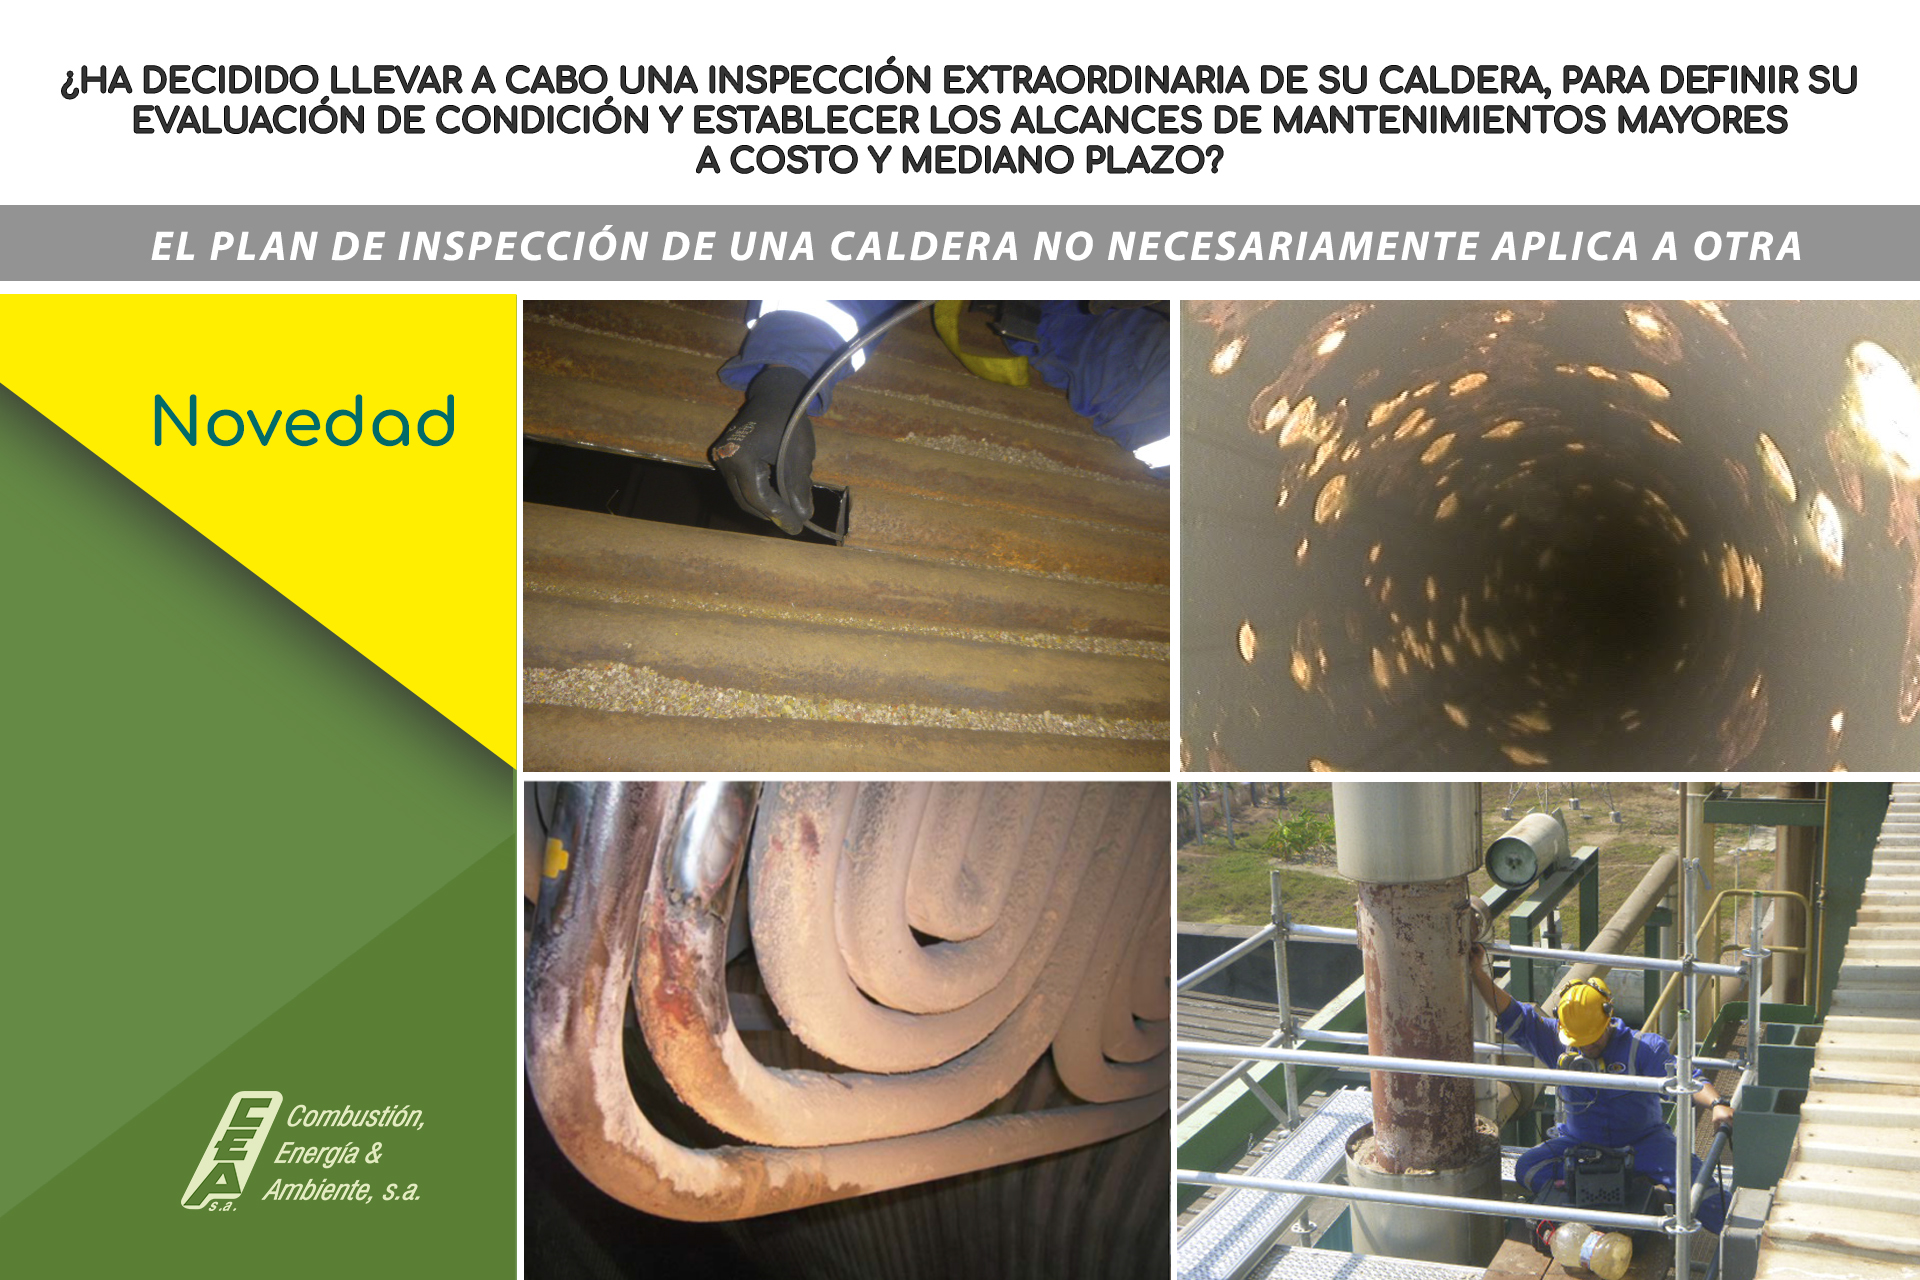 ¿HA DECIDIDO LLEVAR A CABO UNA INSPECCIÓN EXTRAORDINARIA DE SU CALDERA, PARA DEFINIR SU
EVALUACIÓN DE CONDICIÓN Y ESTABLECER LOS ALCANCES DE MANTENIMIENTOS MAYORES
A COSTO Y MEDIANO PLAZO?
EL PLAN DE INSPECCIÓN DE UNA CALDERA NO NECESARIAMENTE APLICA A OTRA
Novedad
CEA
s.a.
Combustión,
Energía &
Ambiente, s.a.